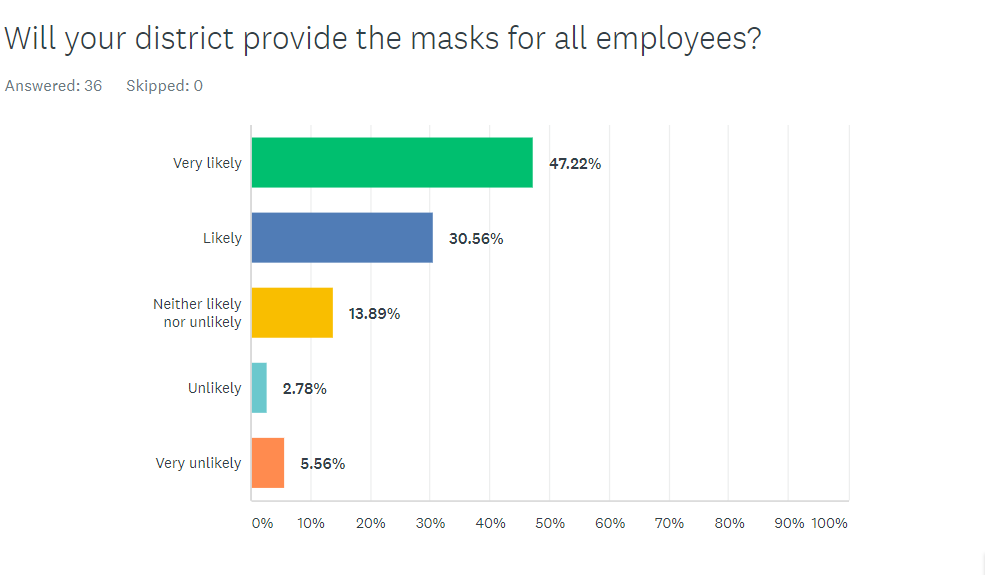 Will your district provide the masks for all employees?
Answered: 36 Skipped: 0
Very likely 47.22%
Likely 30.56%
Neither likely
nor unlikely 13.89%
Unlikely 2.78%
Very unlikely 5.56%
0% 10% 20% 30% 40% 50% 60% 70% 80% 90% 100%